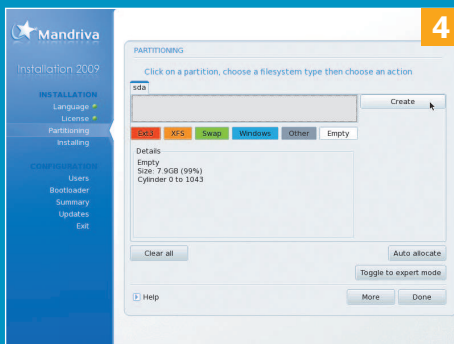 4
Mandriva
Installation 2009
INSTALLATION
Language
License
Partitioning
Installing
CONFIGURATION
Users
Bootloader
Summary
Updates
Exit
PARTITIONING
Click on a partition, choose a filesystem type then choose an action
sda
Create
Ext3 XFS Swap Windows Other Empty
Details
Empty
Size: 7.9GB (99%)
Cylinder 0 to 1043
Clear all Auto allocate
Toggle to expert mode
Help More Done